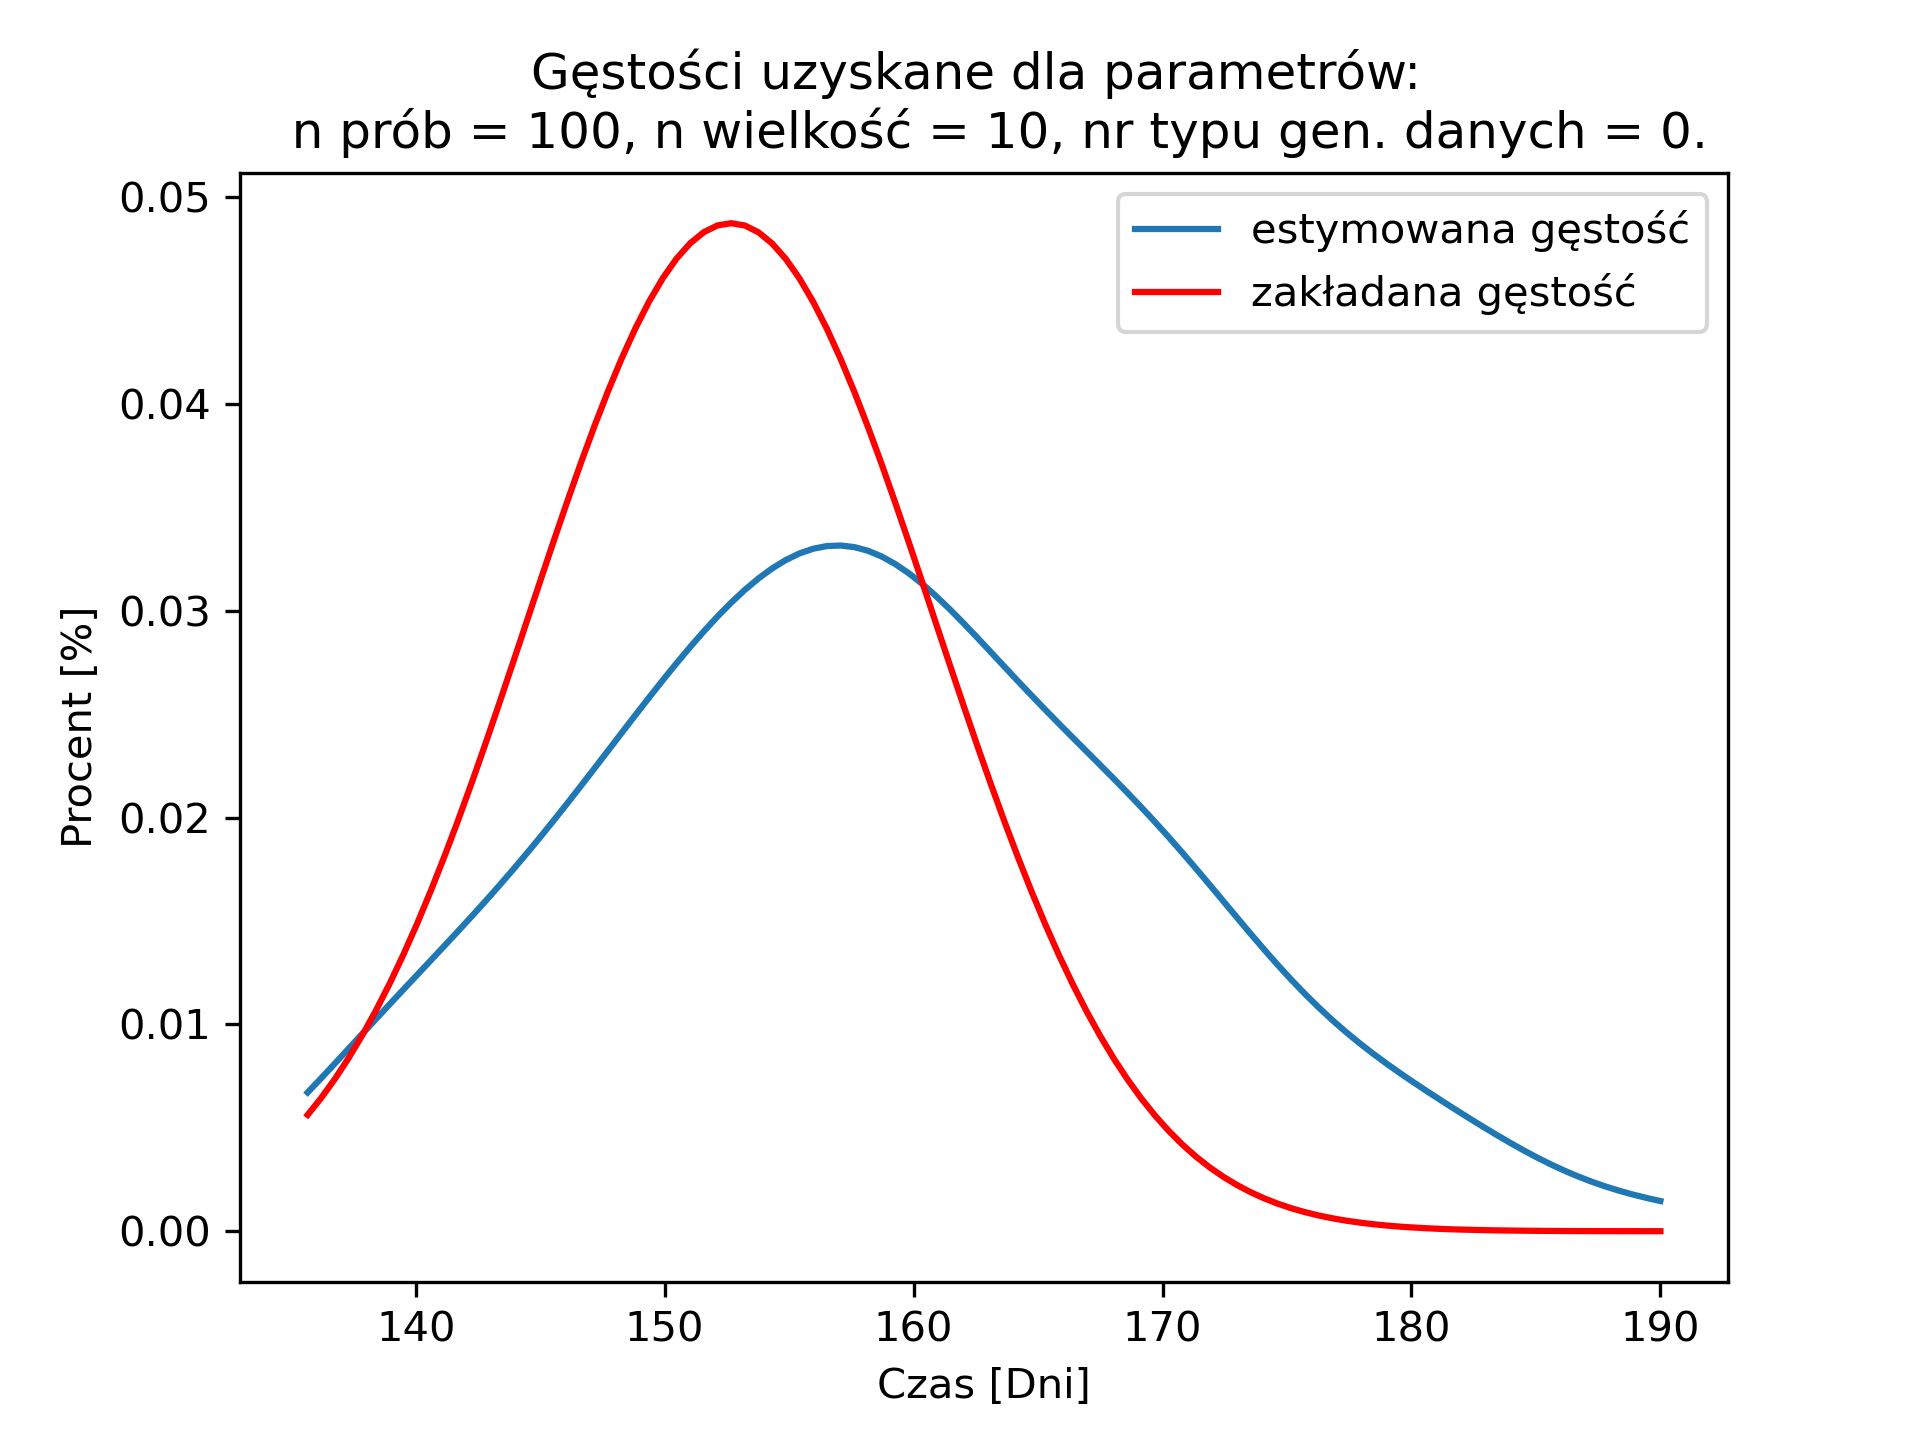 Gęstości uzyskane dla parametrów:
n prób = 100, n wielkość = 10, nr typu gen. danych = 0.
estymowana gęstość
zakładana gęstość
0.05
0.04
0.03
0.02
0.01
0.00
Procent [%]
140 150 160 170 180 190
Czas [Dni]